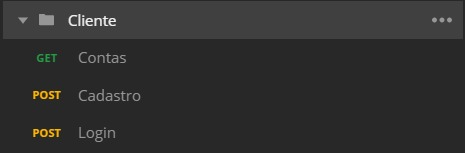 Cliente
GET Contas
POST Cadastro
POST Login